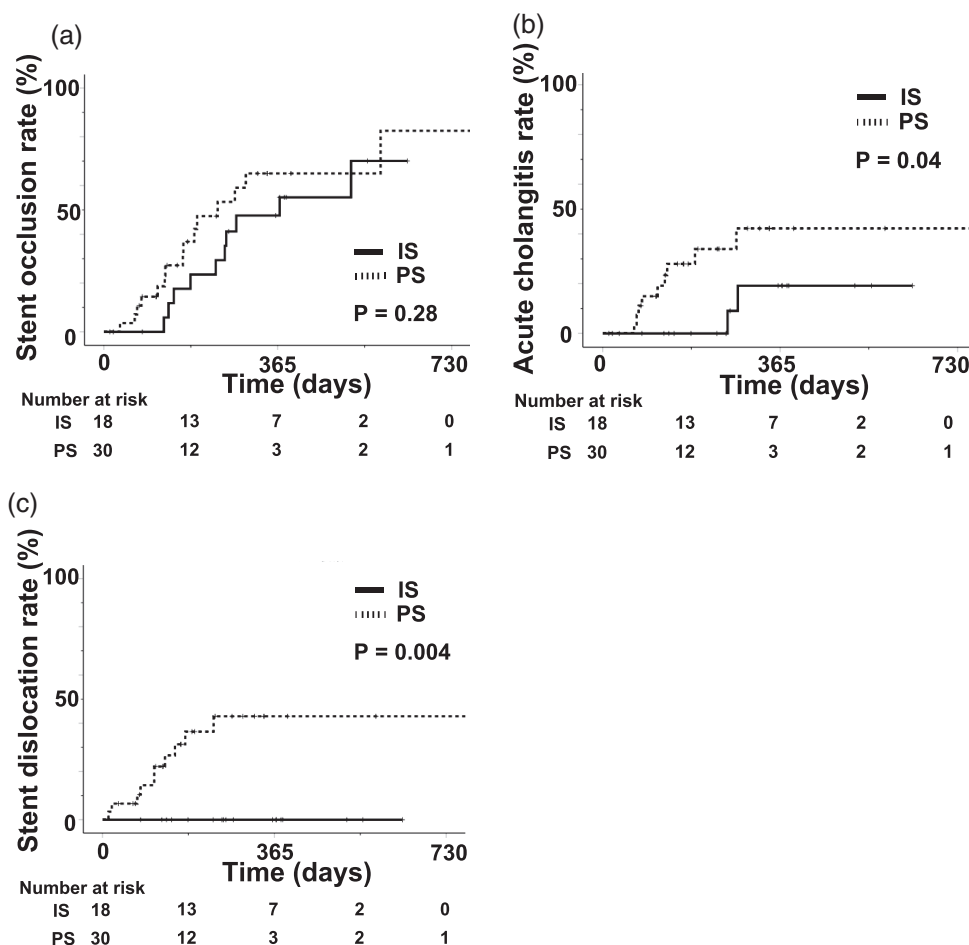 (a)
Stent occlusion rate (%)
100
50
0
IS
PS
P = 0.28
0 365 730
Time (days)
Number at risk
IS 18 13 7 2 0
PS 30 12 3 2 1
(b)
Acute cholangitis rate (%)
100
50
0
IS
PS
P = 0.04
0 365 730
Time (days)
Number at risk
IS 18 13 7 2 0
PS 30 12 3 2 1
(c)
Stent dislocation rate (%)
100
50
0
IS
PS
P = 0.004
0 365 730
Time (days)
Number at risk
IS 18 13 7 2 0
PS 30 12 3 2 1